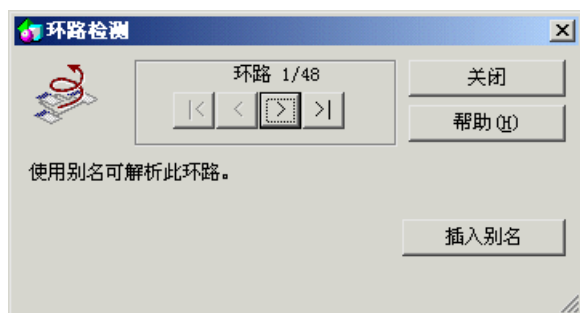 环路检测
环路 1/48
|< < > >|
关闭
帮助(H)
使用别名可解析此环路。
插入别名